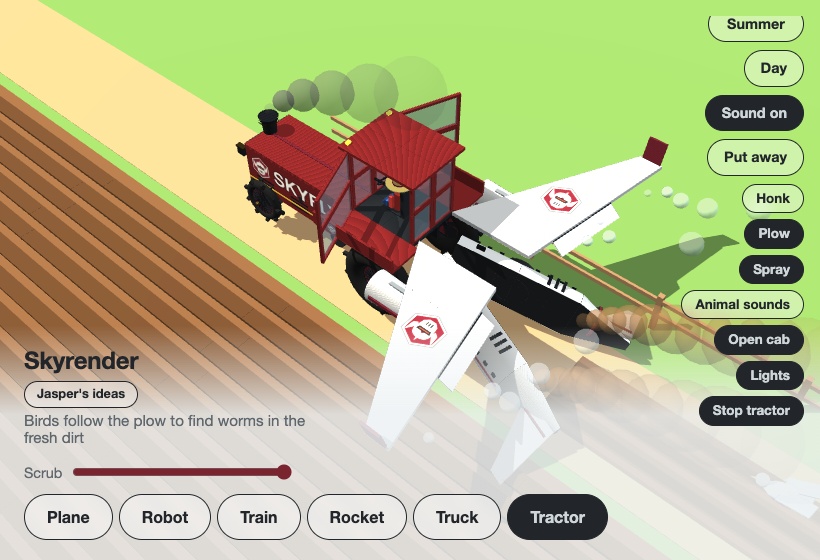 Summer
Day
Sound on
Put away
Honk
Plow
Spray
Animal sounds
Open cab
Lights
Stop tractor
Skyrender
Jasper's ideas
Birds follow the plow to find worms in the
fresh dirt
Scrub
Plane
Robot
Train
Rocket
Truck
Tractor